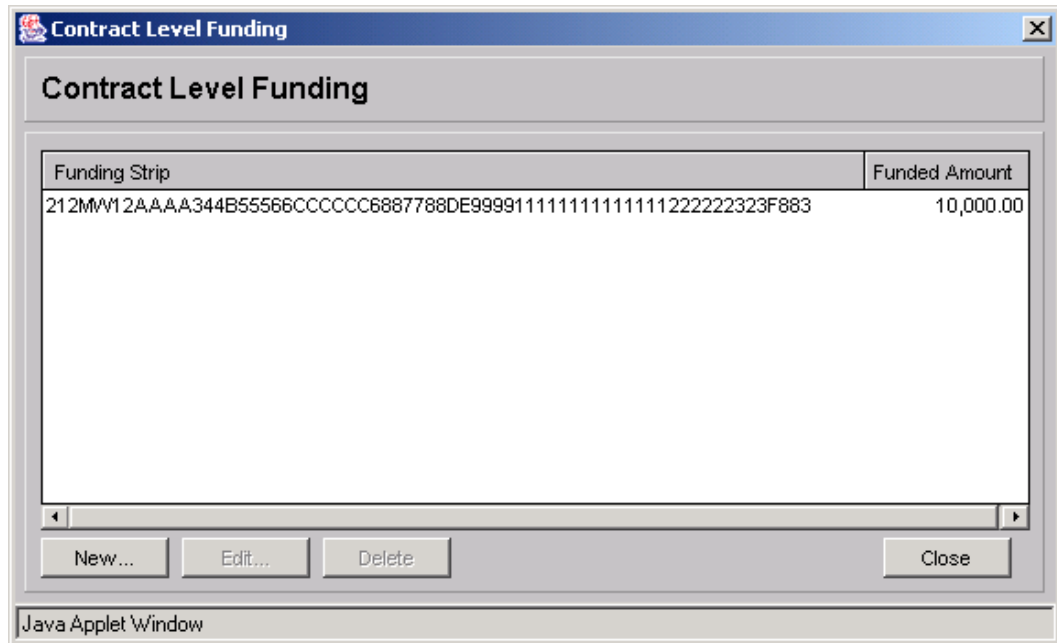 Contract Level Funding
Contract Level Funding
Funding Strip Funded Amount
212MW12AAAA344B55566CCCCCC6887788DE99991111111111111111222222323F883 10,000.00
New... Edit... Delete Close
Java Applet Window